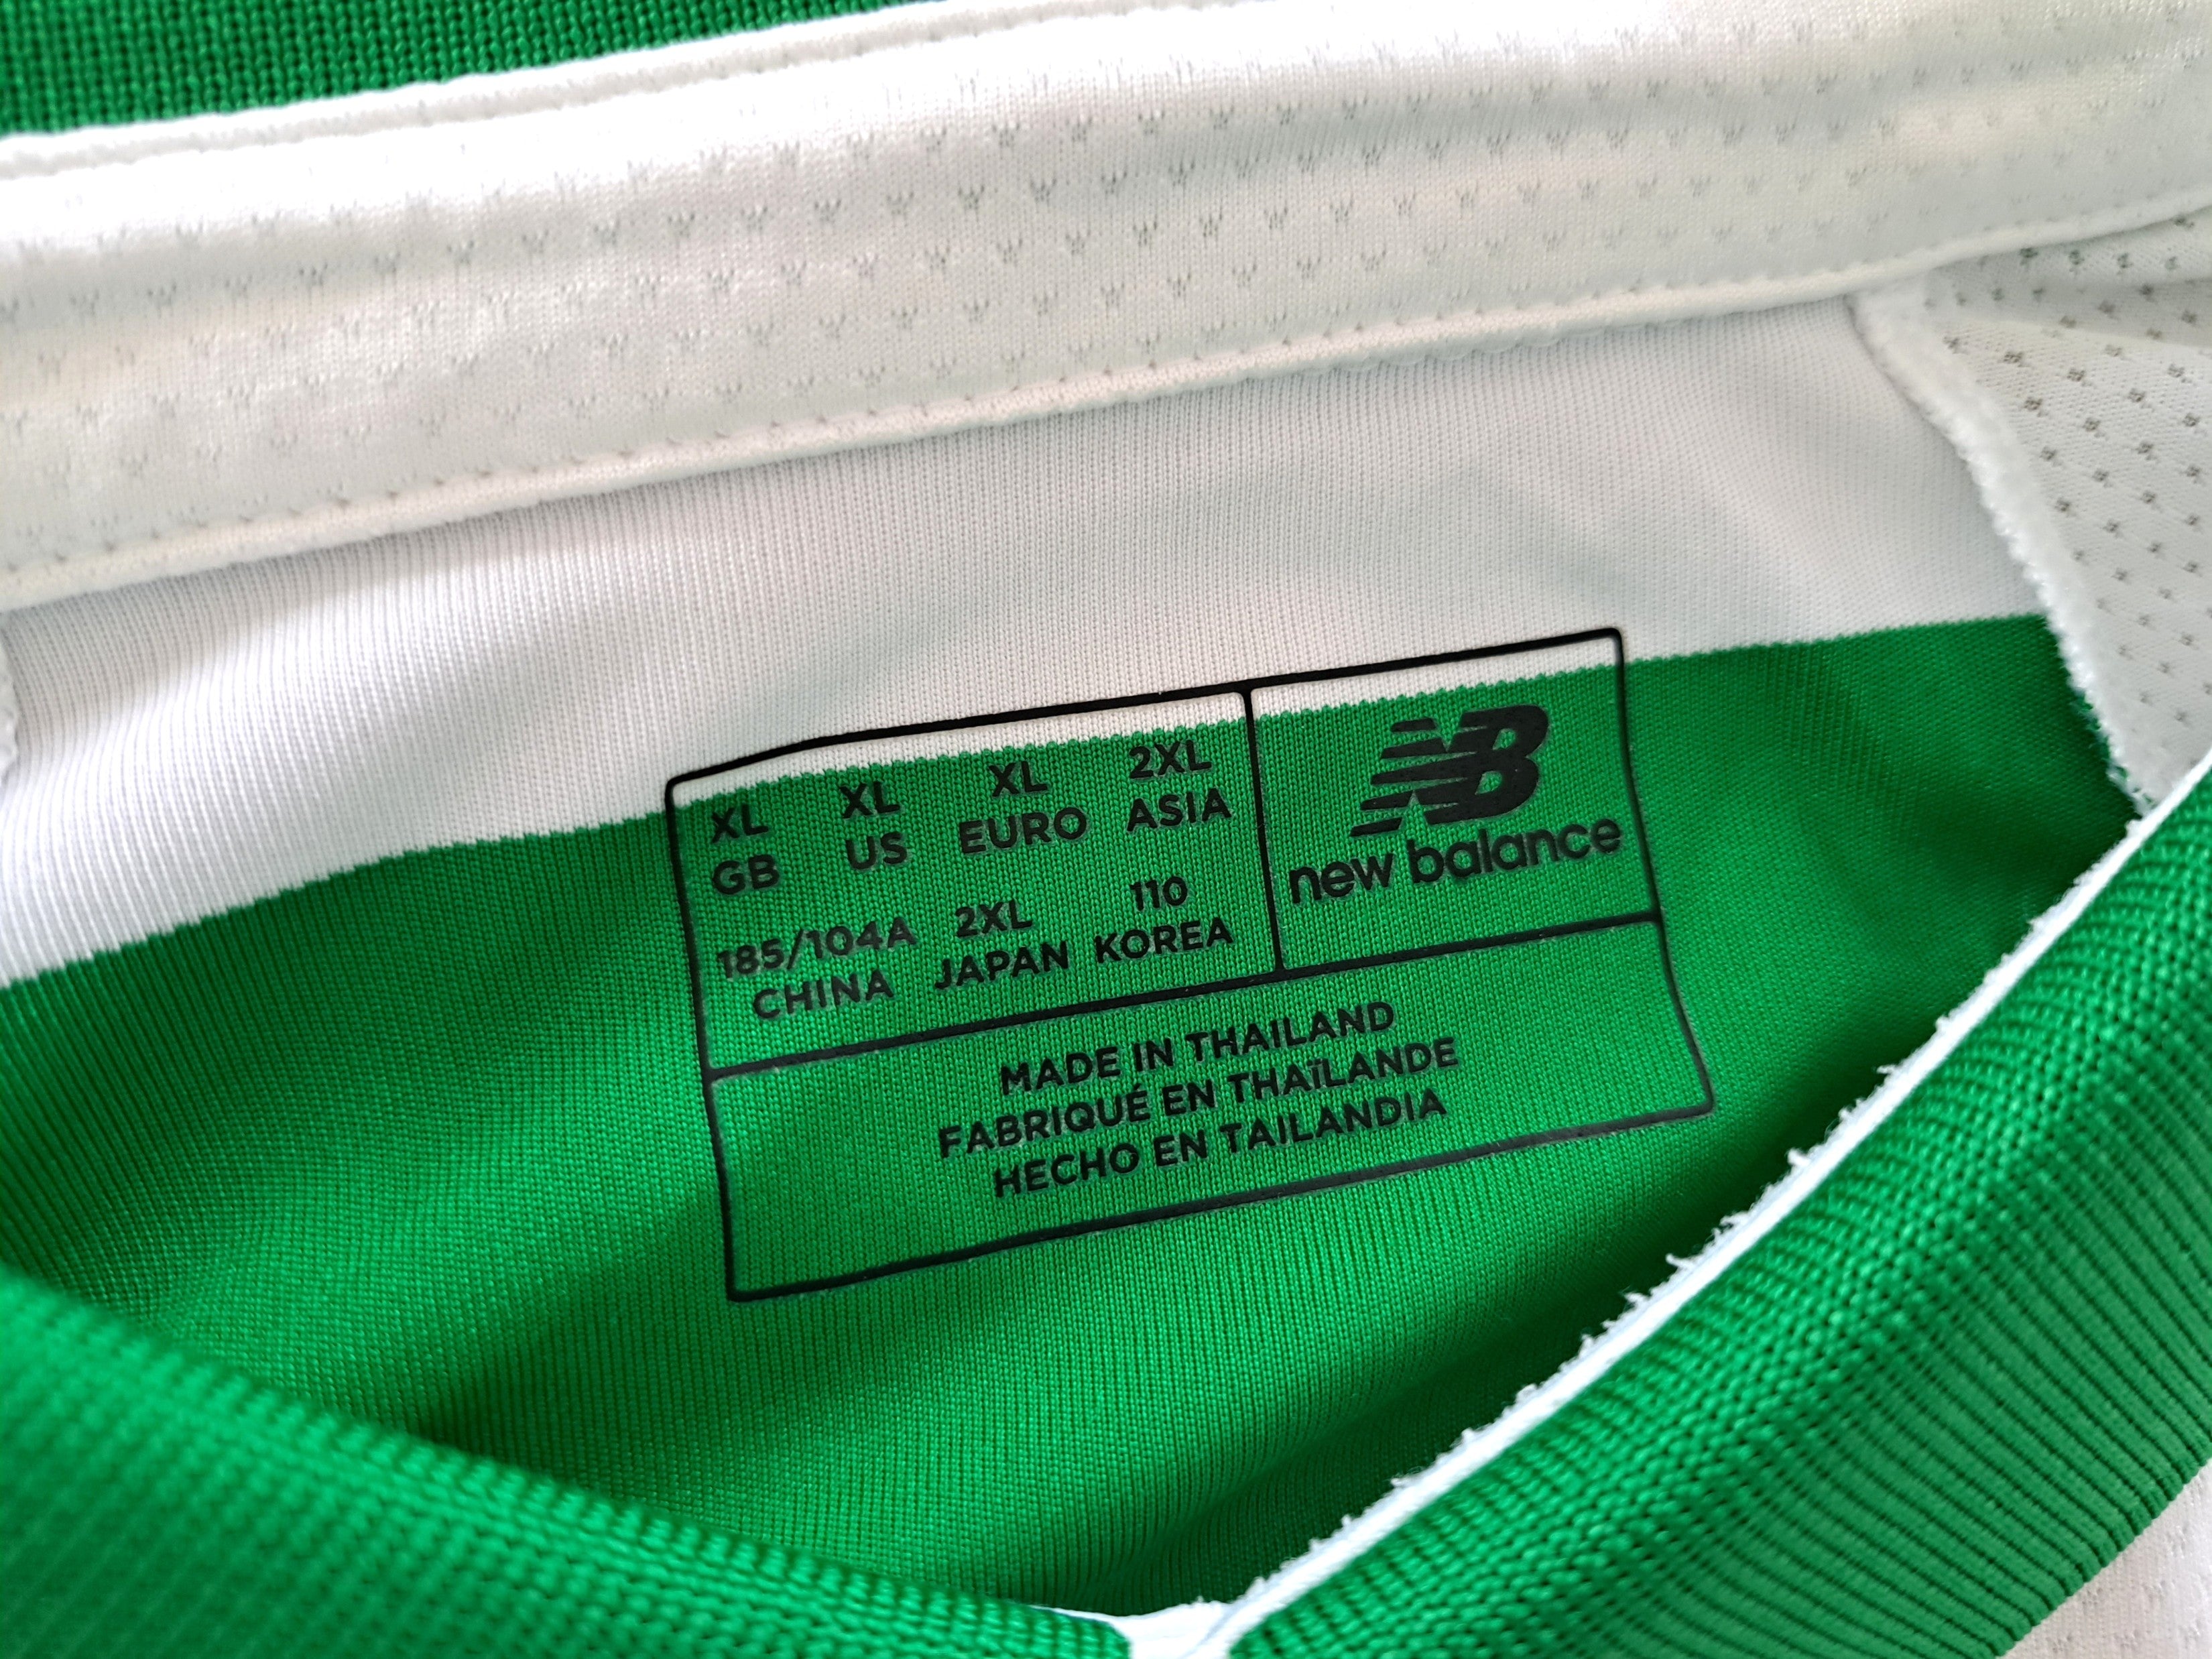 XL XL XL 2XL
GB US EURO ASIA
185/104A 2XL 110
CHINA JAPAN KOREA
NB
new balance
MADE IN THAILAND
FABRIQUÉ EN THAïLANDE
HECHO EN TAILANDIA